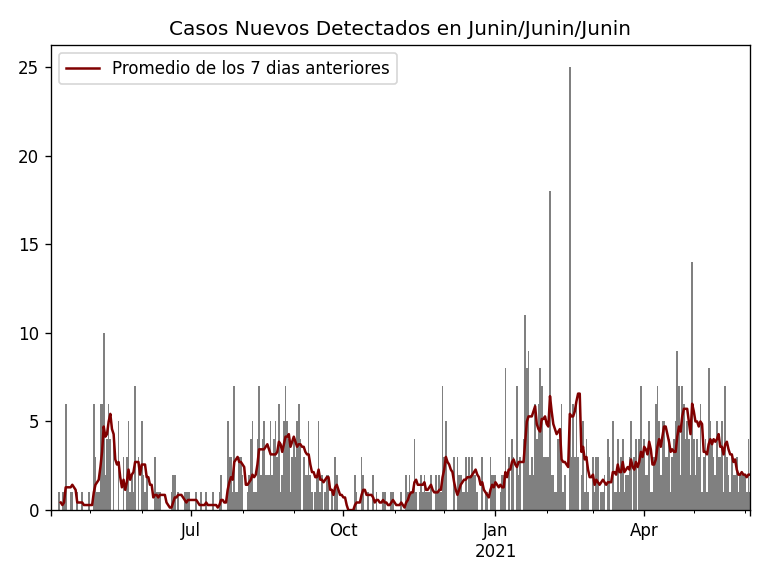 Casos Nuevos Detectados en Junin/Junin/Junin
Promedio de los 7 dias anteriores
25
20
15
10
5
0
Jul
Oct
Jan
2021
Apr